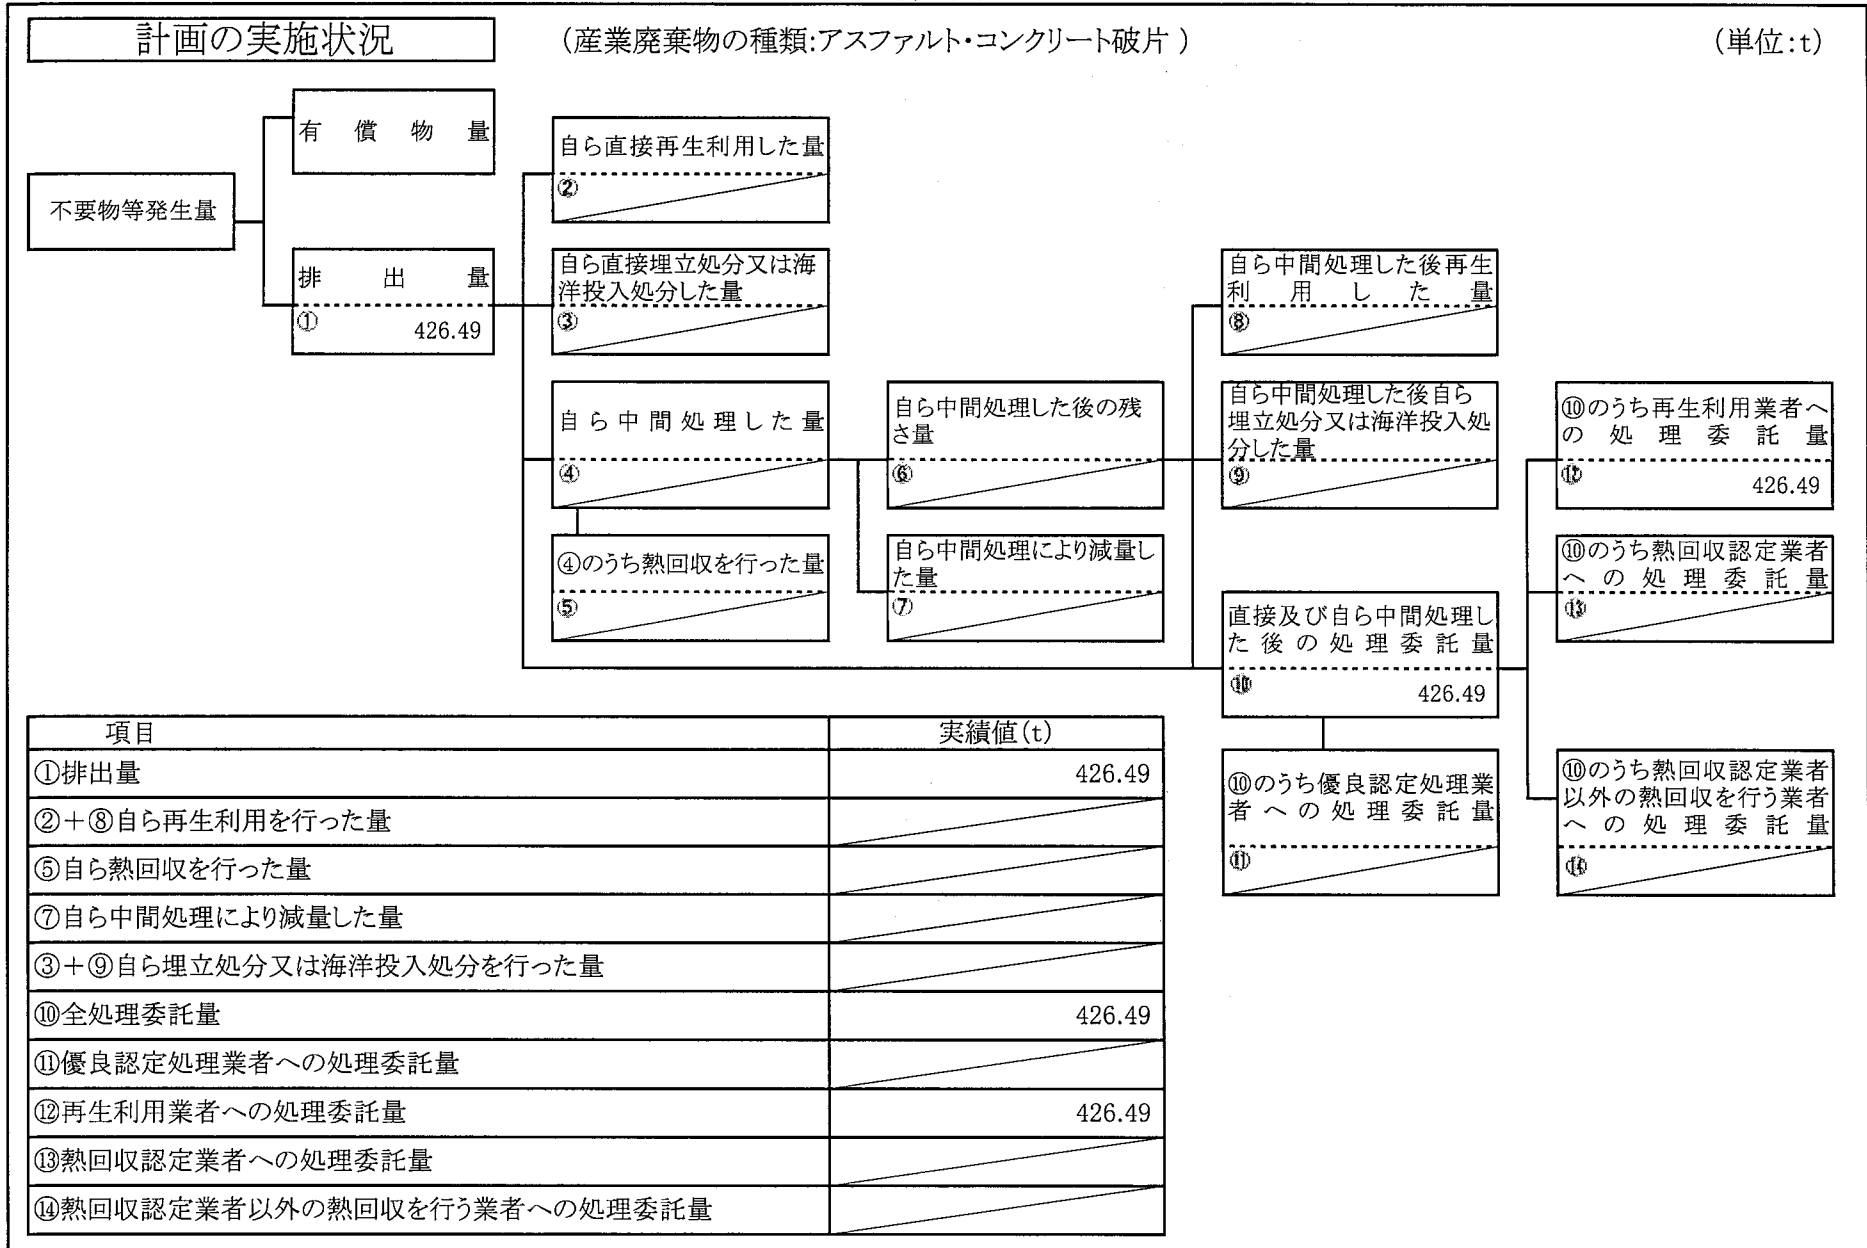 計画の実施状況
（産業廃棄物の種類:アスファルト・コンクリート破片 ）
（単位:t）
有償物量
不要物等発生量
排出量
①
426.49
自ら直接再生利用した量
②
自ら直接埋立処分又は海
洋投入処分した量
③
自ら中間処理した量
④
④のうち熱回収を行った量
⑤
自ら中間処理した後の残
さ量
⑥
自ら中間処理により減量し
た量
⑦
自ら中間処理した後再生
利用した量
⑧
自ら中間処理した後自ら
埋立処分又は海洋投入処
分した量
⑨
直接及び自ら中間処理し
た後の処理委託量
⑩
426.49
⑩のうち優良認定処理業
者への処理委託量
⑪
⑩のうち再生利用業者へ
の処理委託量
⑫
426.49
⑩のうち熱回収認定業者
への処理委託量
⑬
⑩のうち熱回収認定業者
以外の熱回収を行う業者
への処理委託量
⑭
項目 実績値(t)
①排出量 426.49
②＋⑧自ら再生利用を行った量
⑤自ら熱回収を行った量
⑦自ら中間処理により減量した量
③＋⑨自ら埋立処分又は海洋投入処分を行った量
⑩全処理委託量 426.49
⑪優良認定処理業者への処理委託量
⑫再生利用業者への処理委託量 426.49
⑬熱回収認定業者への処理委託量
⑭熱回収認定業者以外の熱回収を行う業者への処理委託量